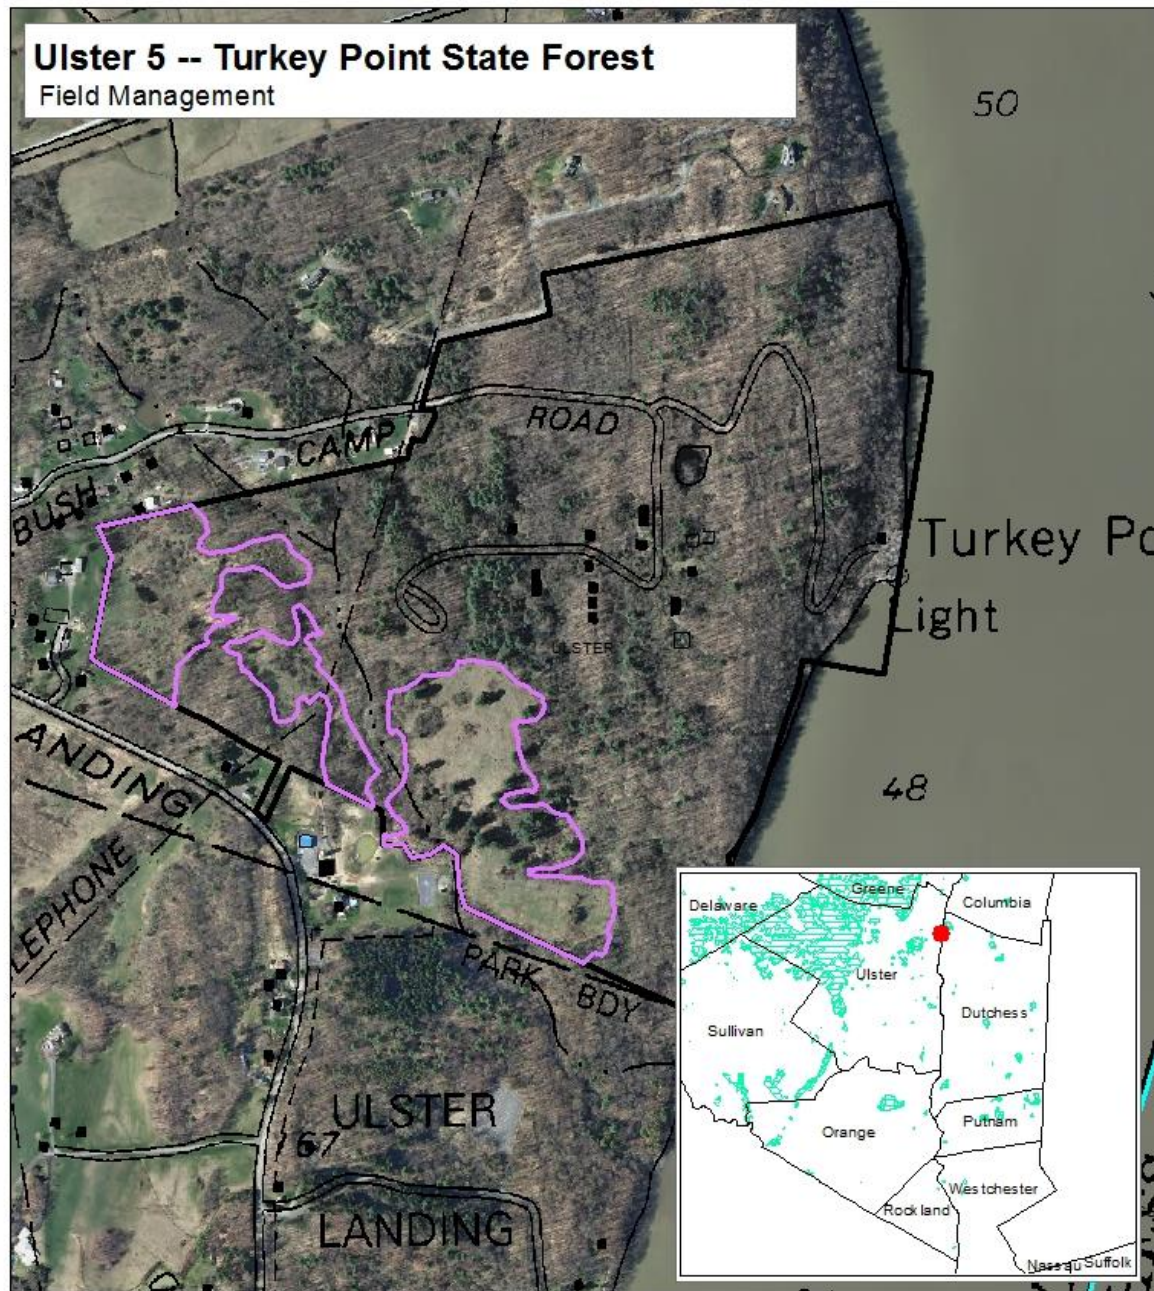 Ulster 5 -- Turkey Point State Forest
Field Management
50
ROAD
CAMP
BUSH
Turkey Po
Light
ULSTER
48
ANDING
LEPHONE
PARK BDY
ULSTER
67
LANDING
Greene
Delaware
Columbia
Ulster
Dutchess
Sullivan
Putnam
Orange
Westchester
Rockland
Nassau
Suffolk